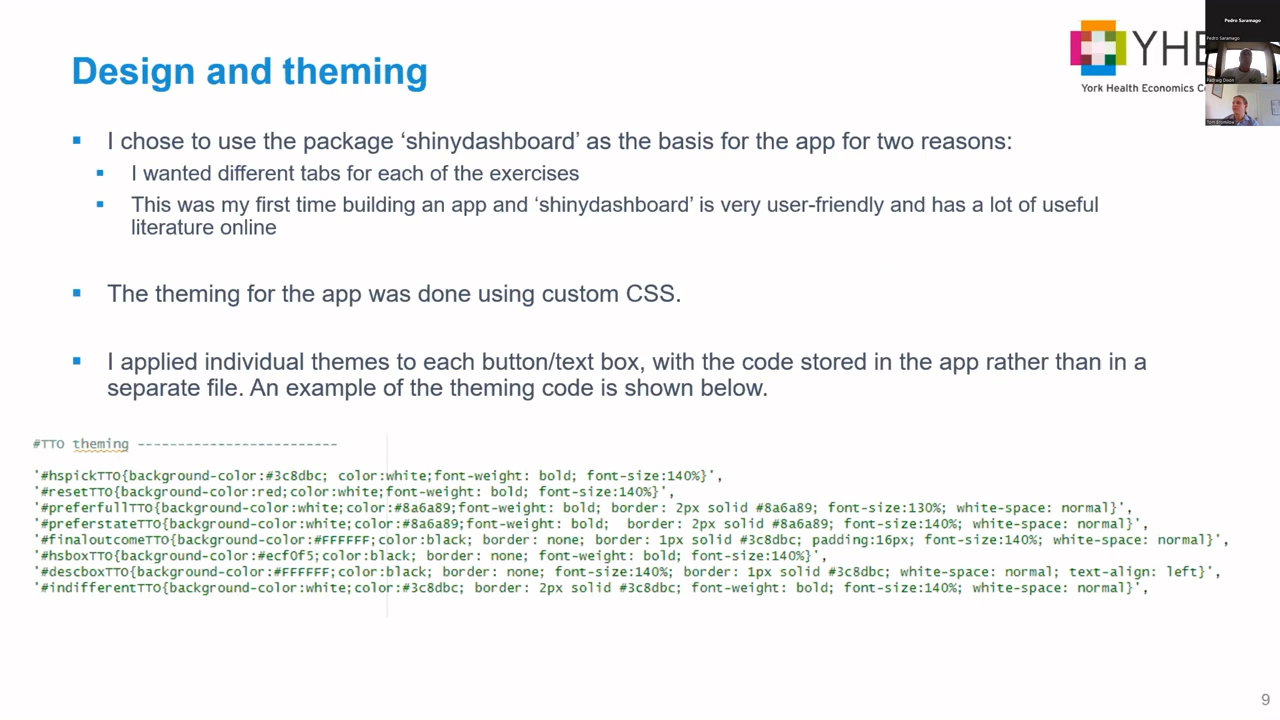 Design and theming
YHE
York Health Economics Co
Pedro Saramago
Pedro Saramago
Padraig Dixon
I chose to use the package ‘shinydashboard’ as the basis for the app for two reasons:
I wanted different tabs for each of the exercises
This was my first time building an app and ‘shinydashboard’ is very user-friendly and has a lot of useful
literature online
The theming for the app was done using custom CSS.
I applied individual themes to each button/text box, with the code stored in the app rather than in a
separate file. An example of the theming code is shown below.
#TTO theming -------------------------
'#hspickTTO{background-color:#3c8dbc; color:white;font-weight: bold; font-size:140%}',
'#resetTTO{background-color:red;color:white;font-weight: bold; font-size:140%}',
'#preferfullTTO{background-color:white;color:#8a6a89;font-weight: bold; border: 2px solid #8a6a89; font-size:130%; white-space: normal}',
'#preferstateTTO{background-color:white;color:#8a6a89;font-weight: bold;  border: 2px solid #8a6a89; font-size:140%; white-space: normal}',
'#finaloutcomeTTO{background-color:#FFFFFF;color:black; border: none; border: 1px solid #3c8dbc; padding:16px; font-size:140%; white-space: normal}',
'#hsboxTTO{background-color:#ecf0f5;color:black; border: none; font-weight: bold; font-size:140%}',
'#descboxTTO{background-color:#FFFFFF;color:black; border: none; font-size:140%; border: 1px solid #3c8dbc; white-space: normal; text-align: left}',
'#indifferentTTO{background-color:white;color:#3c8dbc; border: 2px solid #3c8dbc; font-weight: bold; font-size:140%; white-space: normal}',
9